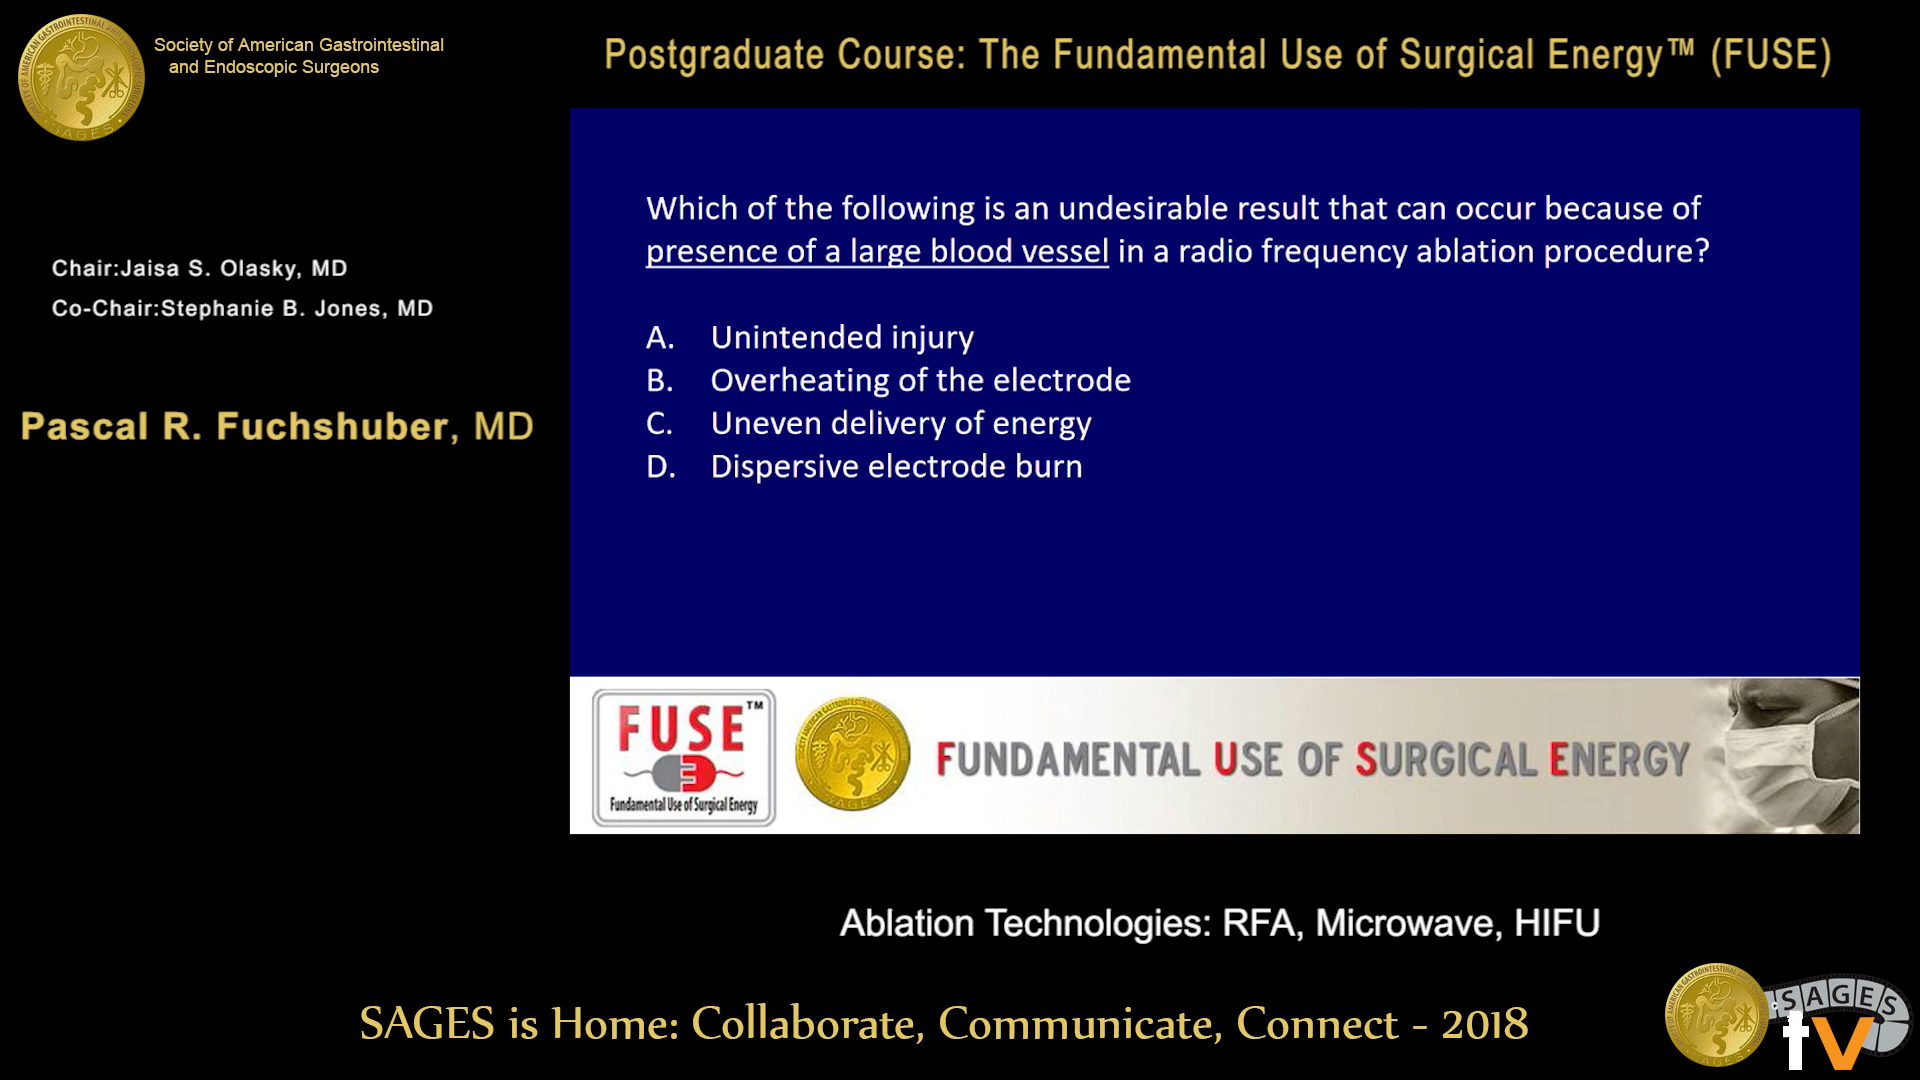 Society of American Gastrointestinal
and Endoscopic Surgeons
Postgraduate Course: The Fundamental Use of Surgical Energy™ (FUSE)
Chair:Jaisa S. Olasky, MD
Co-Chair:Stephanie B. Jones, MD
Pascal R. Fuchshuber, MD
Which of the following is an undesirable result that can occur because of
presence of a large blood vessel in a radio frequency ablation procedure?
A. Unintended injury
B. Overheating of the electrode
C. Uneven delivery of energy
D. Dispersive electrode burn
FUSE™
Fundamental Use of Surgical Energy
SAGES
FUNDAMENTAL USE OF SURGICAL ENERGY
Ablation Technologies: RFA, Microwave, HIFU
SAGES is Home: Collaborate, Communicate, Connect - 2018
SAGES
tv